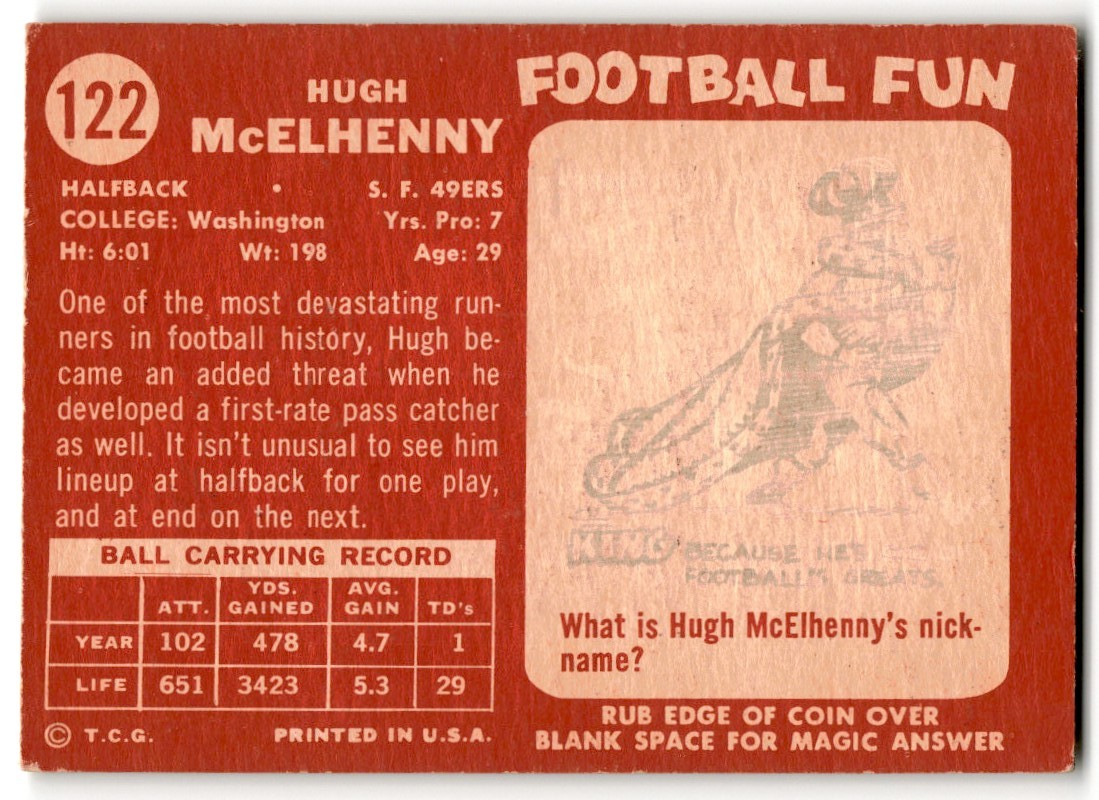 122
HUGH
McELHENNY
HALFBACK • S. F. 49ERS
COLLEGE: Washington Yrs. Pro: 7
Ht: 6:01 Wt: 198 Age: 29
One of the most devastating run-
ners in football history, Hugh be-
came an added threat when he
developed a first-rate pass catcher
as well. It isn't unusual to see him
lineup at halfback for one play,
and at end on the next.
BALL CARRYING RECORD
ATT. YDS. GAINED AVG. GAIN TD's
YEAR 102 478 4.7 1
LIFE 651 3423 5.3 29
© T.C.G. PRINTED IN U.S.A.
FOOTBALL FUN
KING BECAUSE HE'S
FOOTBALL'S GREATS.
What is Hugh McElhenny's nick-
name?
RUB EDGE OF COIN OVER
BLANK SPACE FOR MAGIC ANSWER